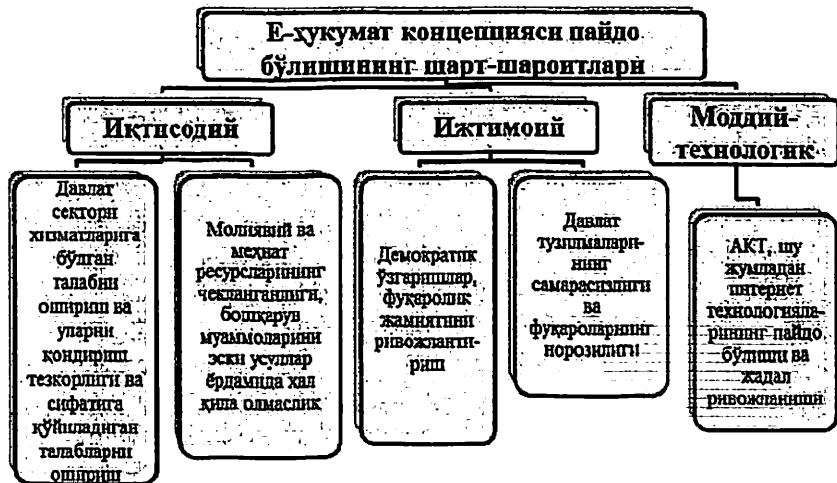 Е-ҳукумат концепцияси пайдо
бўлишининг шарт-шароитлари
Иқтисодий
Ижтимоий
Моддий-
технологик
Давлат
сектори
хизматларига
бўлган
талабни
ошириш ва
уларни
қондириш
тезкорлиги ва
сифатига
қўйиладиган
талабларни
ошириш
Молиявий ва
меҳнат
ресурсларининг
чекланганлиги,
бошқарув
муаммоларини
эски усуллар
ёрдамида ҳал
қила олмаслик
Демократик
ўзгаришлар,
фуқаролик
жамиятини
ривожланти-
риш
Давлат
тузилмалари-
нинг
самарасизлиги
ва
фуқароларнинг
норозилиги
АКТ, шу
жумладан
интернет
технологияла-
рининг пайдо
бўлиши ва
жадал
ривожланиши